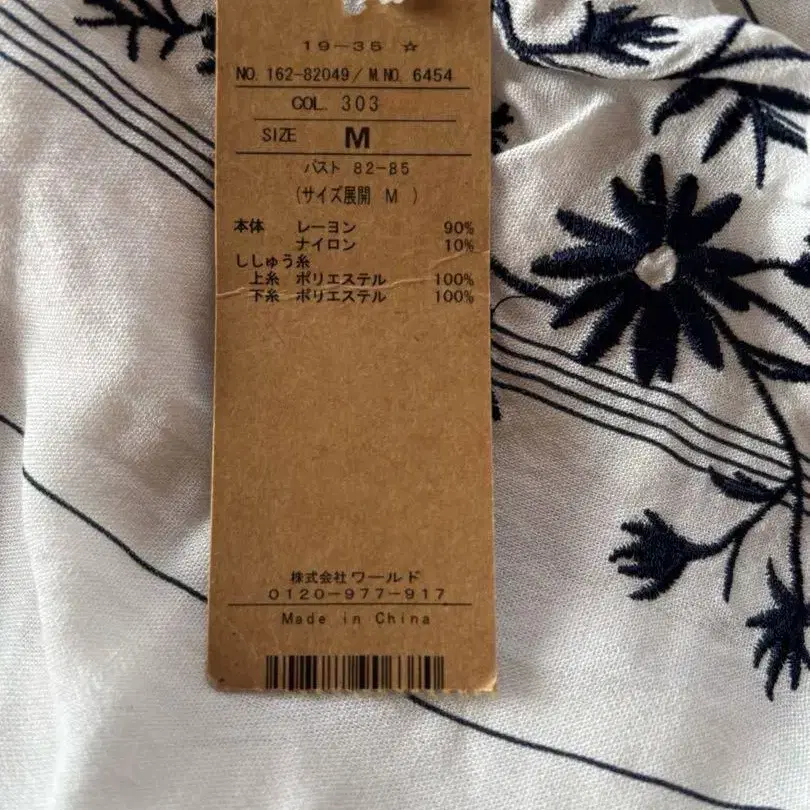 19-35 ☆
NO. 162-82049/M.NO. 6454
COL. 303
SIZE M
バスト 82-85
(サイズ展開 M )
本体 レーヨン 90%
ナイロン 10%
ししゅう糸
上糸 ポリエステル 100%
下糸 ポリエステル 100%
株式会社ワールド
0120-977-917
Made in China